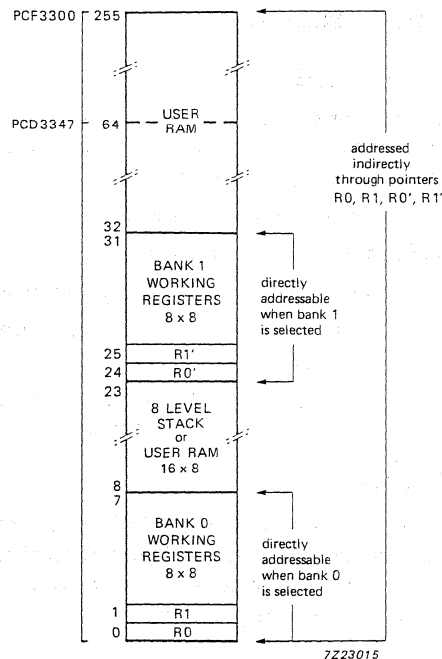 PCF3300 255
PCD3347 64
USER
RAM
addressed
indirectly
through pointers
R0, R1, R0', R1'
32
31
BANK 1
WORKING
REGISTERS
8 x 8
directly
addressable
when bank 1
is selected
25 R1'
24 R0'
23
8 LEVEL
STACK
or
USER RAM
16 x 8
8
7
BANK 0
WORKING
REGISTERS
8 x 8
directly
addressable
when bank 0
is selected
1 R1
0 R0
7Z23015